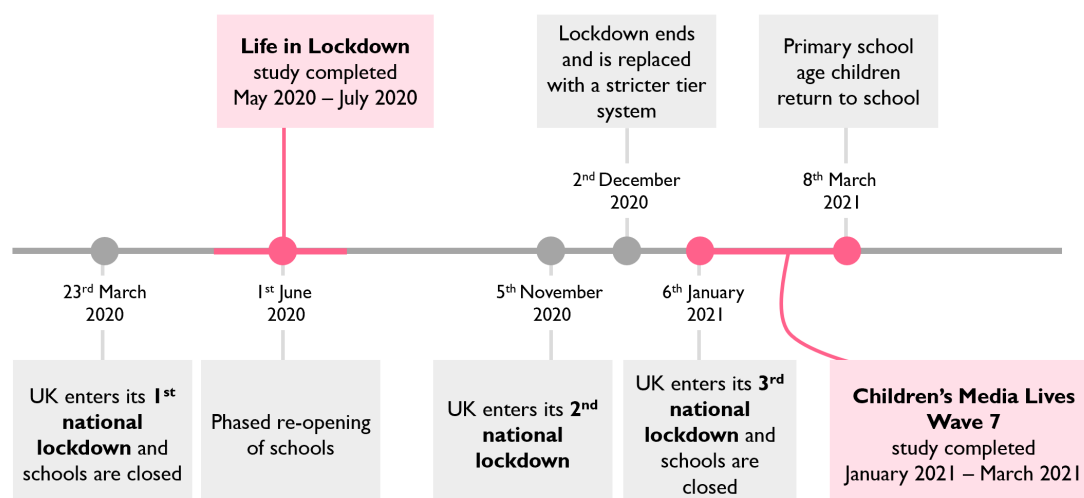 Life in Lockdown
study completed
May 2020 – July 2020
Lockdown ends
and is replaced
with a stricter tier
system
Primary school
age children
return to school
2nd December
2020
8th March
2021
23rd March
2020
1st June
2020
5th November
2020
6th January
2021
UK enters its 1st
national
lockdown and
schools are closed
Phased re-opening
of schools
UK enters its 2nd
national
lockdown
UK enters its 3rd
national
lockdown and
schools are
closed
Children’s Media Lives
Wave 7
study completed
January 2021 – March 2021